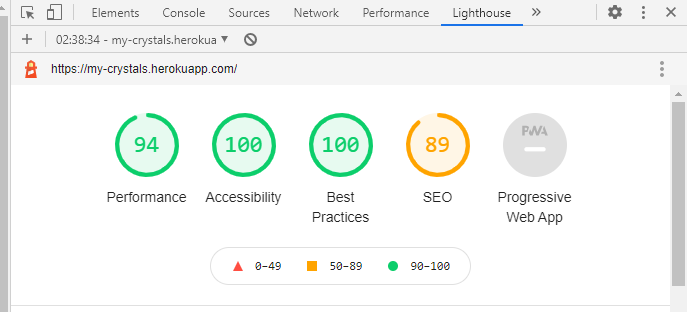 Elements Console Sources Network Performance Lighthouse
02:38:34 - my-crystals.herokua
https://my-crystals.herokuapp.com/
94 100 100 89 PWA
Performance Accessibility Best Practices SEO Progressive Web App
0–49 50–89 90–100